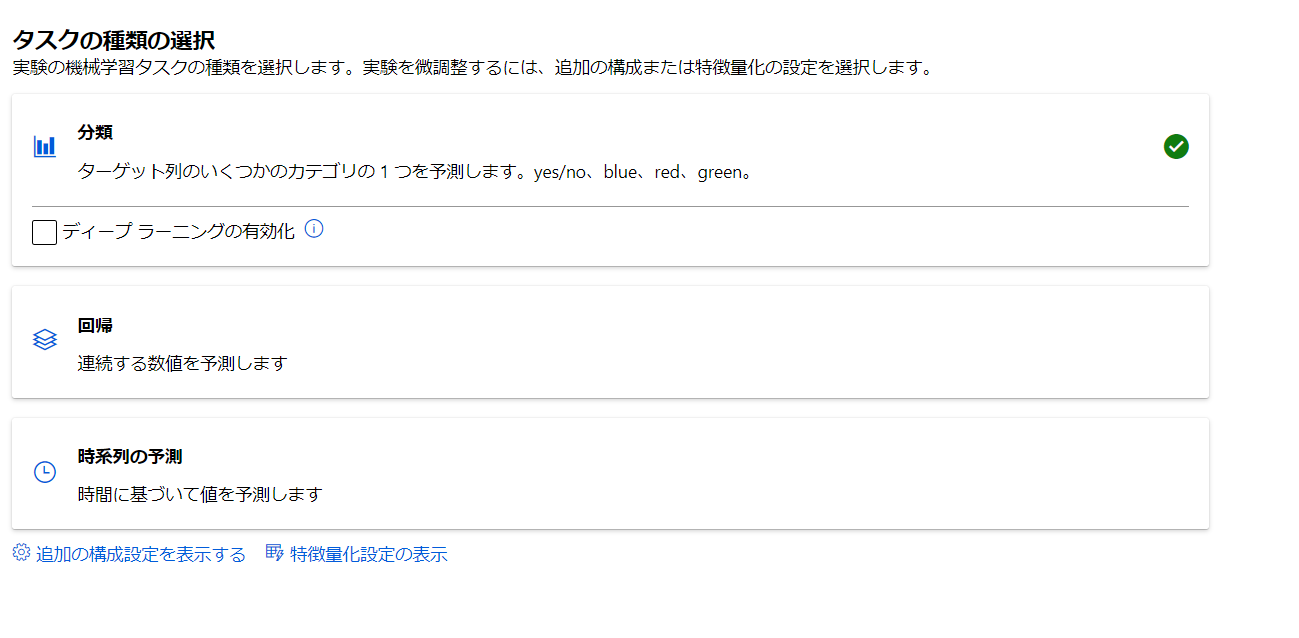 タスクの種類の選択
実験の機械学習タスクの種類を選択します。実験を微調整するには、追加の構成または特徴量化の設定を選択します。
分類
ターゲット列のいくつかのカテゴリの 1 つを予測します。yes/no、blue、red、green。
ディープ ラーニングの有効化
回帰
連続する数値を予測します
時系列の予測
時間に基づいて値を予測します
追加の構成設定を表示する 特徴量化設定の表示